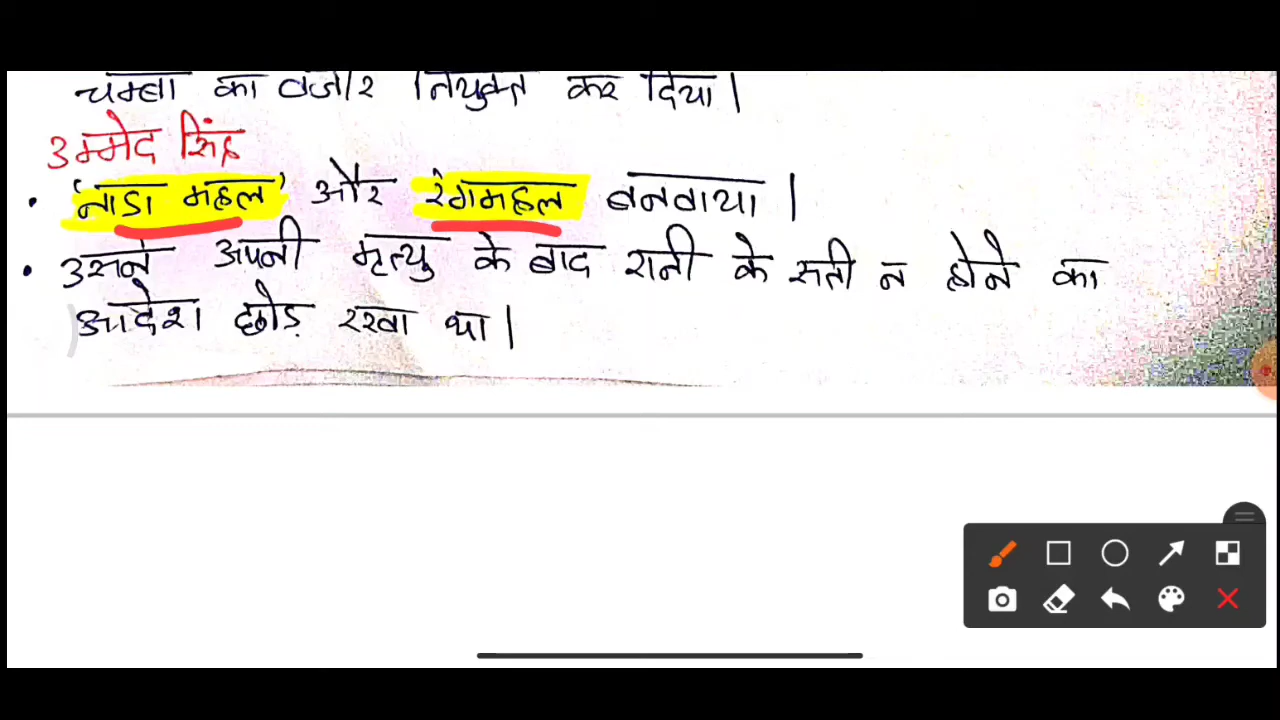 चम्बा का वजीर नियुक्त कर दिया|
उम्मेद सिंह
• 'नाडा महल' और रंगमहल बनवाया|
• उसने अपनी मृत्यु के बाद रानी के सती न होने का
आदेश छोड़ रखा था|